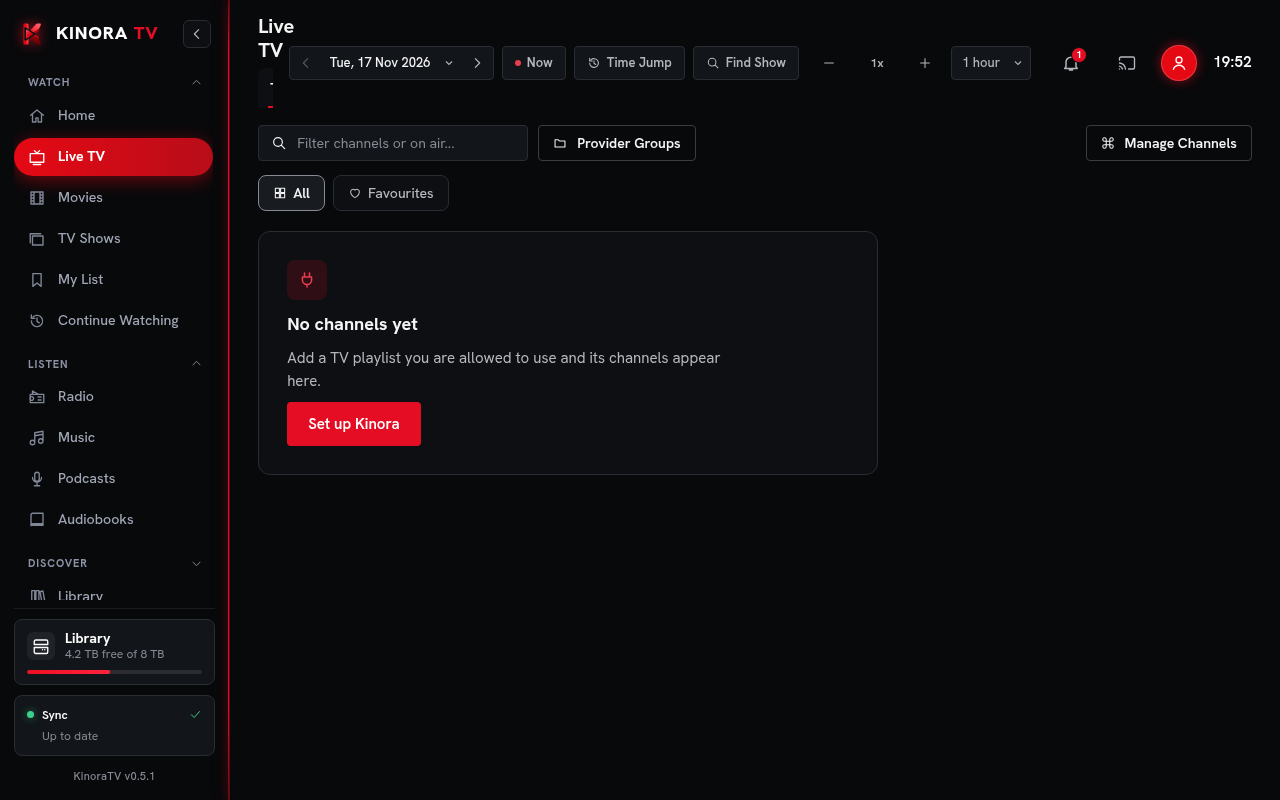 KINORA TV
WATCH
Home
Live TV
Movies
TV Shows
My List
Continue Watching
LISTEN
Radio
Music
Podcasts
Audiobooks
DISCOVER
Library
Library
4.2 TB free of 8 TB
Sync
Up to date
KinoraTV v0.5.1
Live
TV
Tue, 17 Nov 2026
Now
Time Jump
Find Show
1x
1 hour
1
19:52
Filter channels or on air...
Provider Groups
Manage Channels
All
Favourites
No channels yet
Add a TV playlist you are allowed to use and its channels appear
here.
Set up Kinora